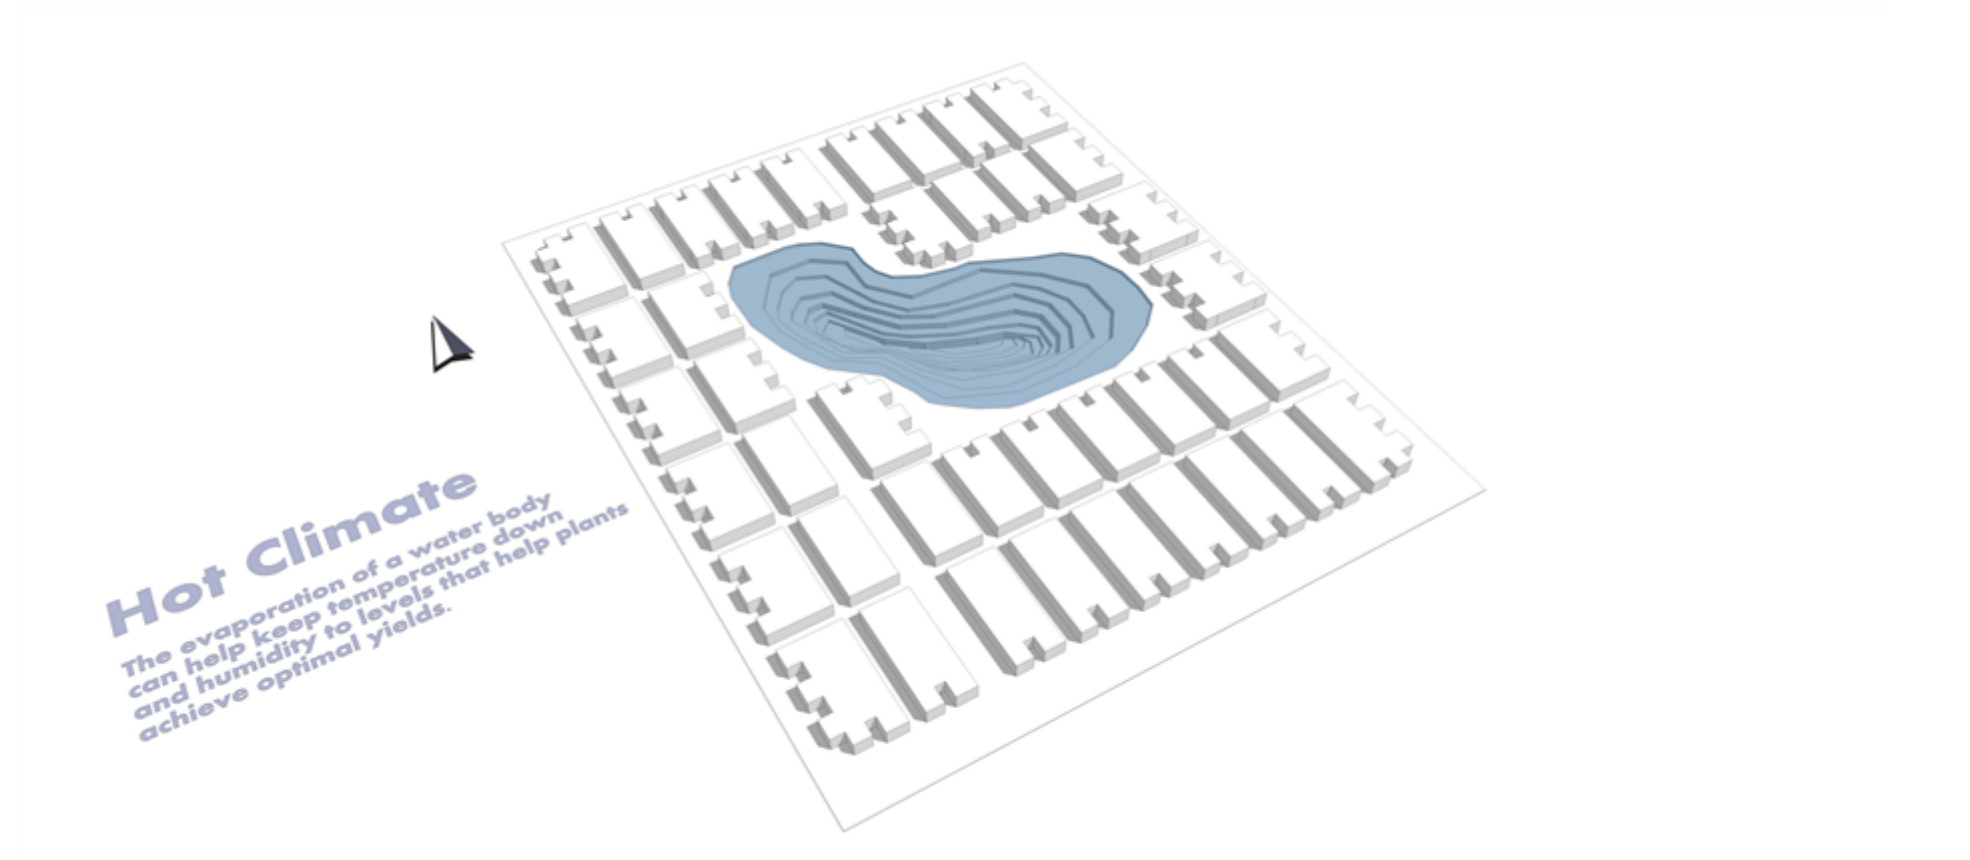 Hot Climate
The evaporation of a water body
can help keep temperature down
and humidity to levels that help plants
achieve optimal yields.